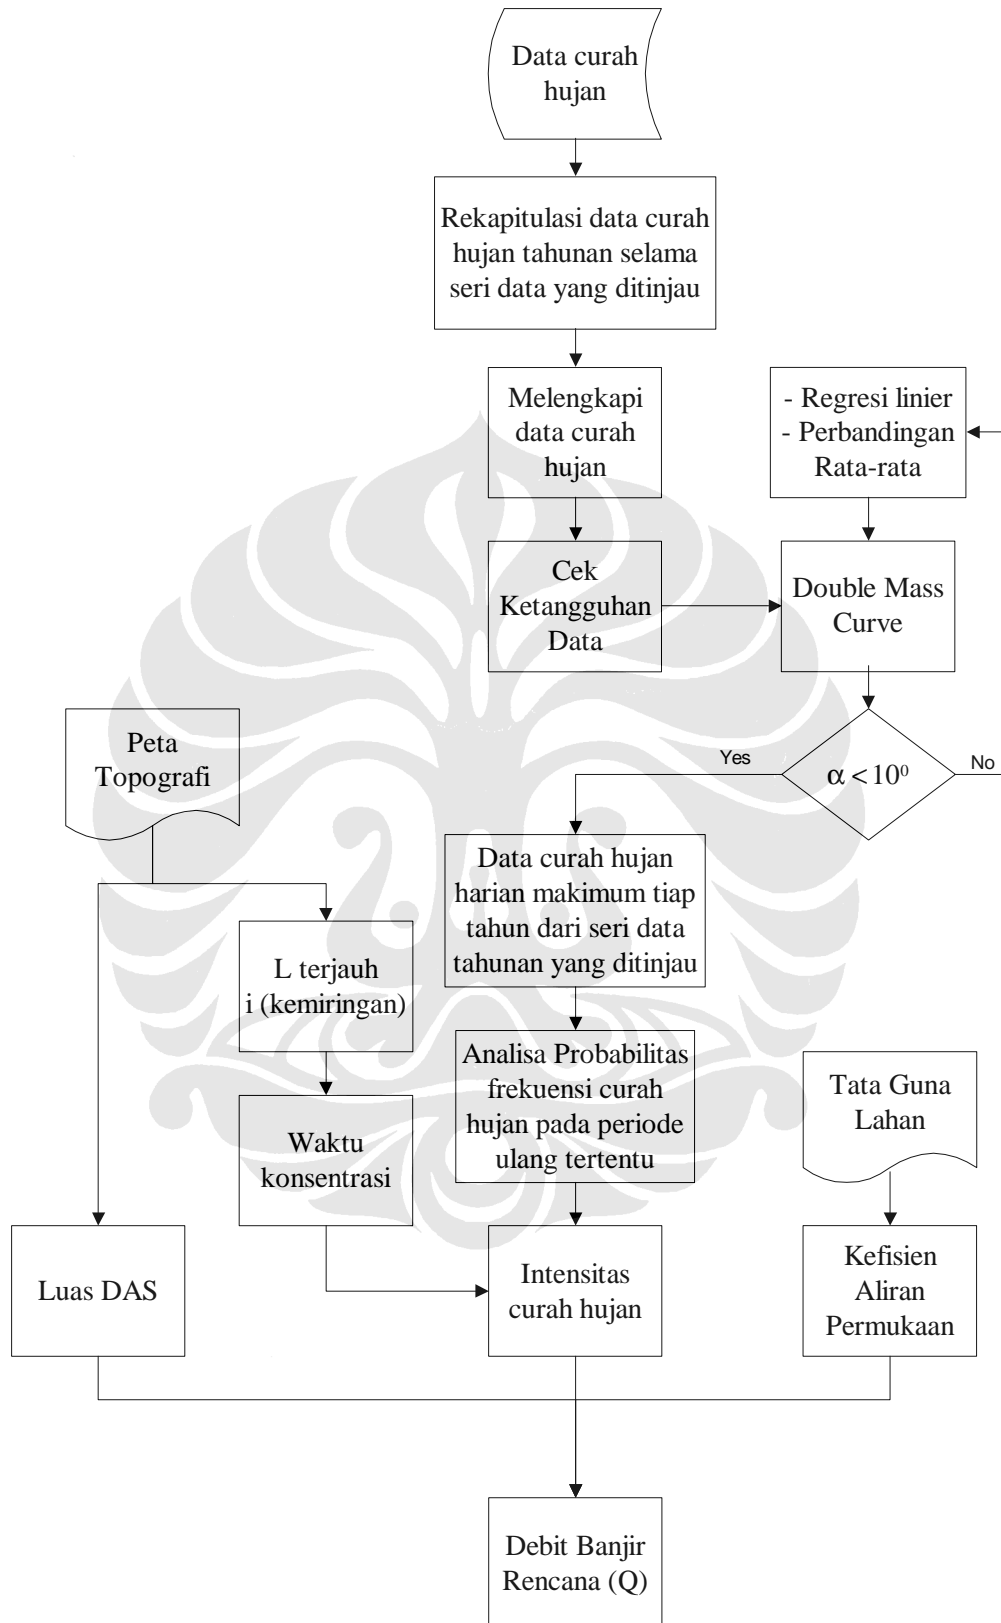 Data curah
hujan
Rekapitulasi data curah
hujan tahunan selama
seri data yang ditinjau
Melengkapi
data curah
hujan
- Regresi linier
- Perbandingan
Rata-rata
Cek
Ketangguhan
Data
Double Mass
Curve
Peta
Topografi
Yes
α < 10⁰
No
Data curah hujan
harian makimum tiap
tahun dari seri data
tahunan yang ditinjau
L terjauh
i (kemiringan)
Analisa Probabilitas
frekuensi curah
hujan pada periode
ulang tertentu
Tata Guna
Lahan
Waktu
konsentrasi
Luas DAS
Intensitas
curah hujan
Kefisien
Aliran
Permukaan
Debit Banjir
Rencana (Q)